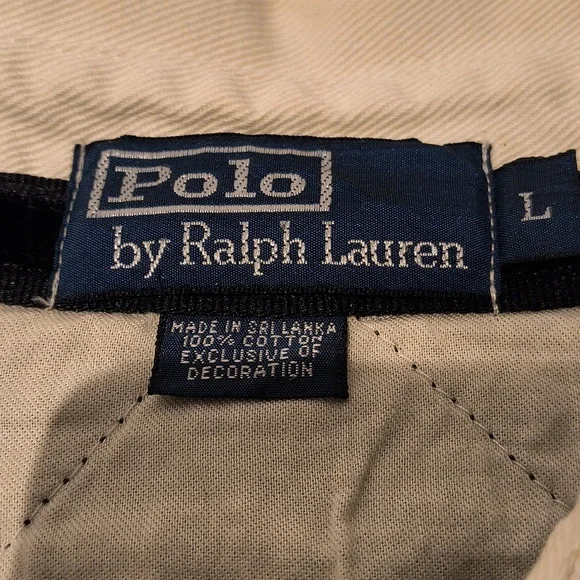 Polo
by Ralph Lauren
L
MADE IN SRI LANKA
100% COTTON
EXCLUSIVE OF
DECORATION